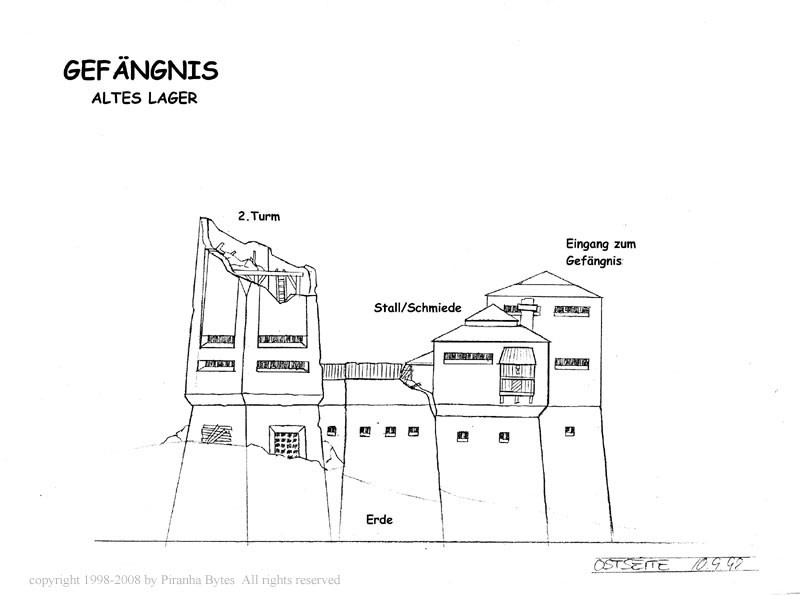 GEFÄNGNIS
ALTES LAGER
2.Turm
Eingang zum
Gefängnis
Stall/Schmiede
Erde
OSTSEITE 10.9.98
copyright 1998-2008 by Piranha Bytes All rights reserved